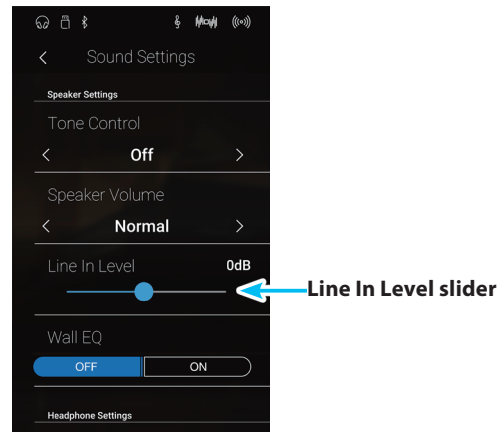 Sound Settings
Speaker Settings
Tone Control
Off
Speaker Volume
Normal
Line In Level 0dB
Line In Level slider
Wall EQ
OFF ON
Headphone Settings